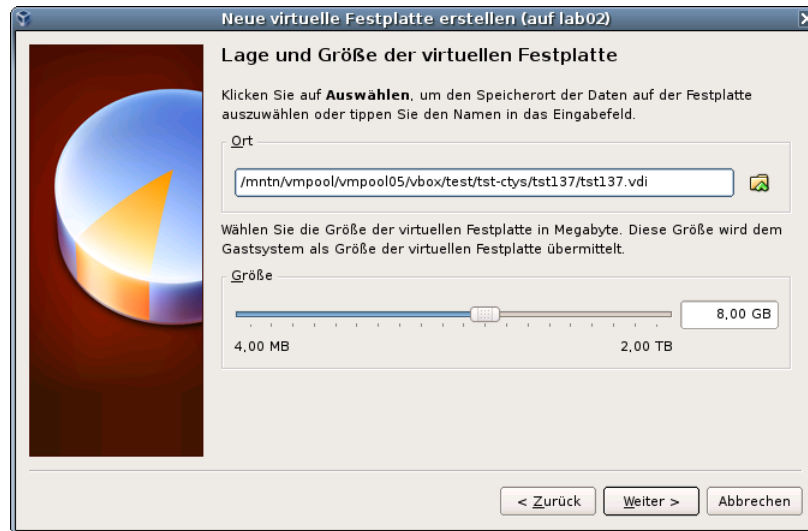 Neue virtuelle Festplatte erstellen (auf lab02)
Lage und Größe der virtuellen Festplatte
Klicken Sie auf Auswählen, um den Speicherort der Daten auf der Festplatte
auszuwählen oder tippen Sie den Namen in das Eingabefeld.
Ort
/mntn/vmpool/vmpool05/vbox/test/tst-ctys/tst137/tst137.vdi
Wählen Sie die Größe der virtuellen Festplatte in Megabyte. Diese Größe wird dem
Gastsystem als Größe der virtuellen Festplatte übermittelt.
Größe
8,00 GB
4,00 MB 2,00 TB
< Zurück Weiter > Abbrechen